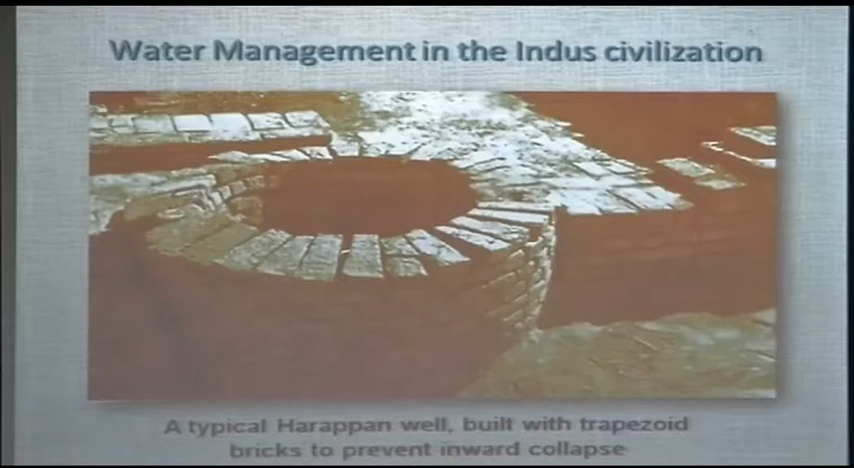 Water Management in the Indus civilization
A typical Harappan well, built with trapezoid
bricks to prevent inward collapse